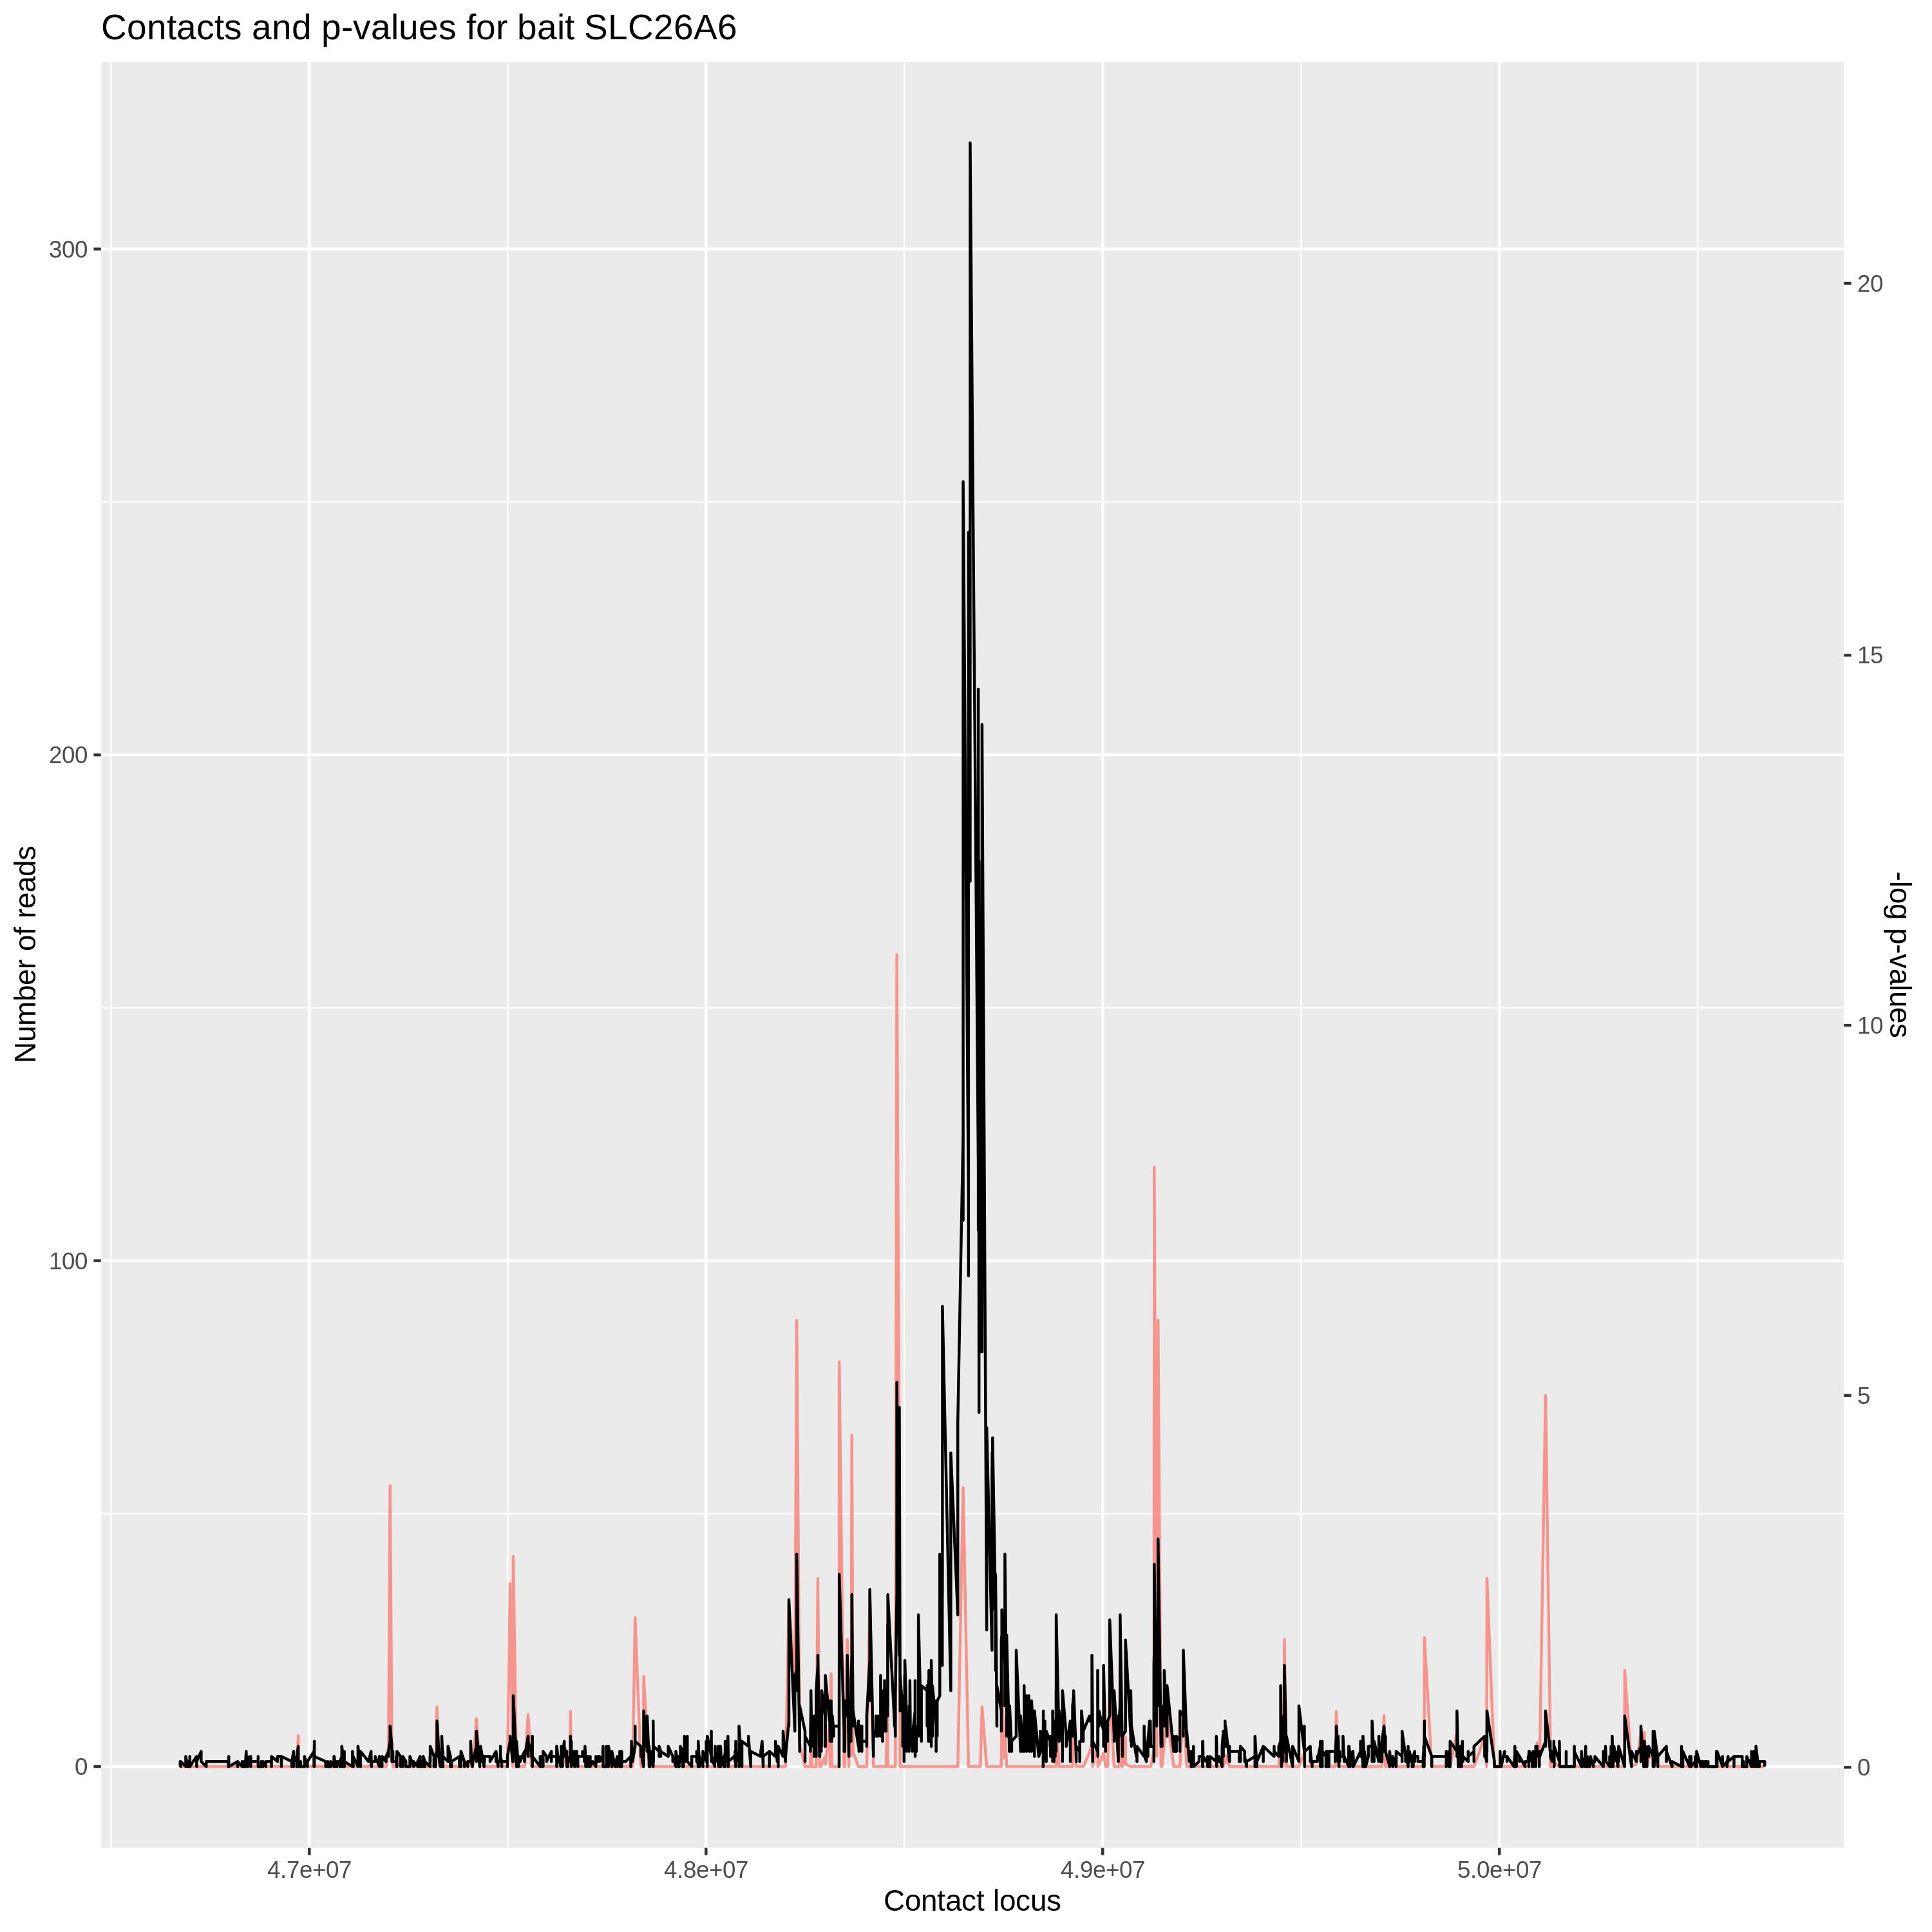 Contacts and p-values for bait SLC26A6
Number of reads
300
200
100
0
20
15
10
5
0
-log p-values
4.7e+07
4.8e+07
4.9e+07
5.0e+07
Contact locus